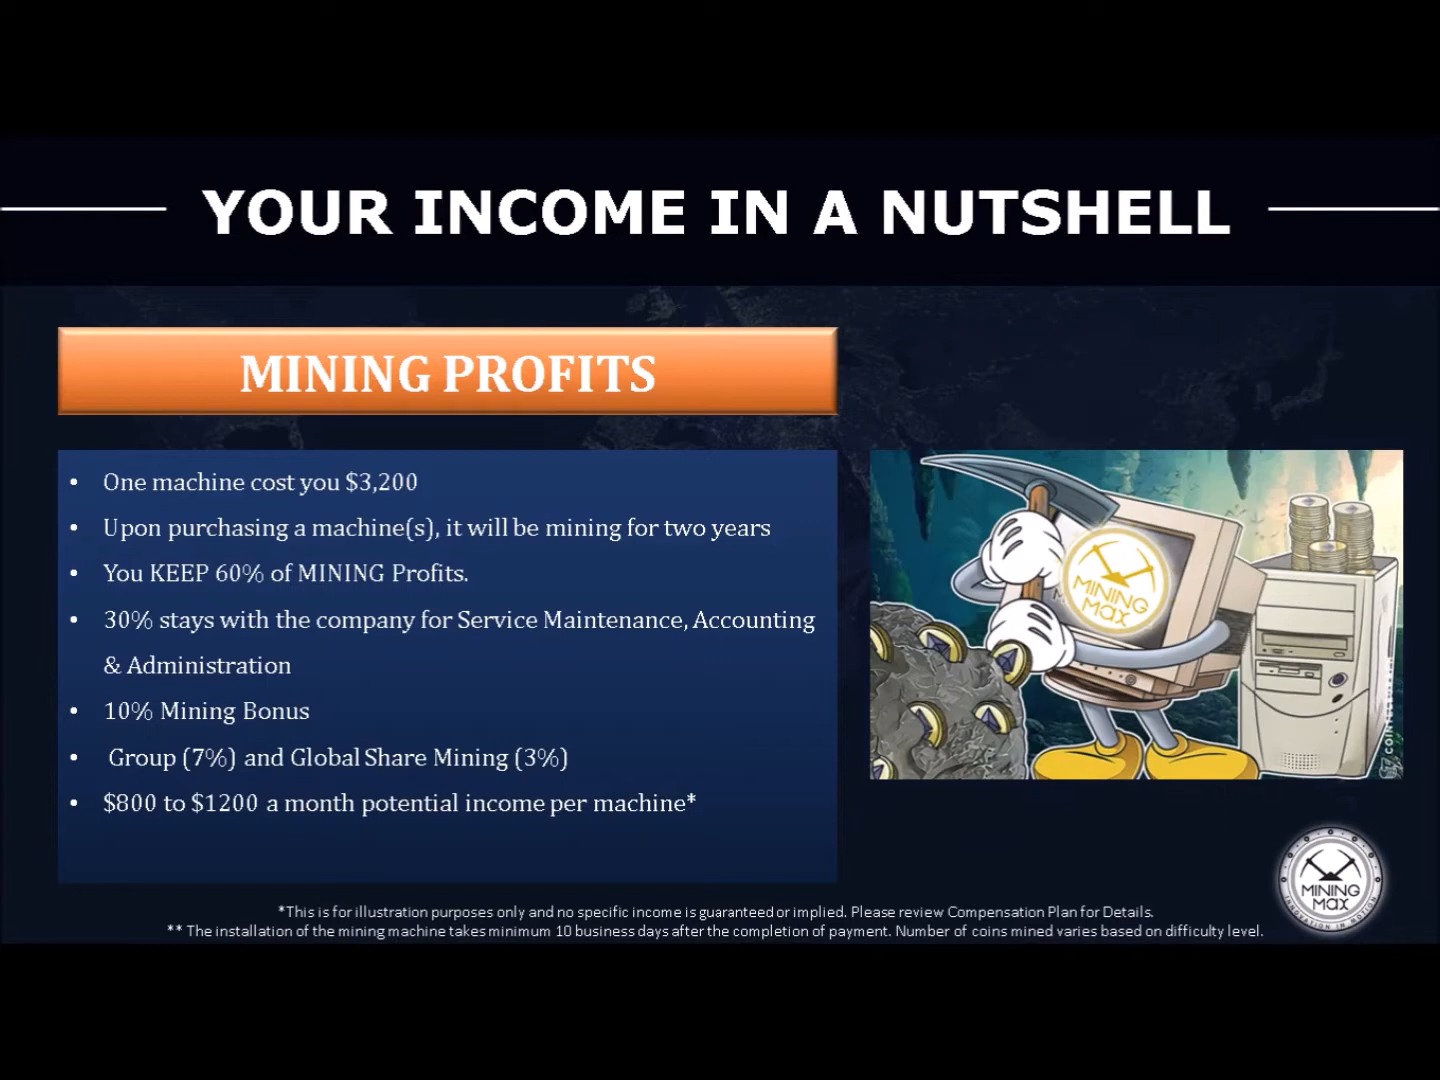 YOUR INCOME IN A NUTSHELL
MINING PROFITS
• One machine cost you $3,200
• Upon purchasing a machine(s), it will be mining for two years
• You KEEP 60% of MINING Profits.
• 30% stays with the company for Service Maintenance, Accounting
& Administration
• 10% Mining Bonus
• Group (7%) and Global Share Mining (3%)
• $800 to $1200 a month potential income per machine*
MINING
MAX
MINING
MAX
INNOVATION IN MOTION
*This is for illustration purposes only and no specific income is guaranteed or implied. Please review Compensation Plan for Details.
** The installation of the mining machine takes minimum 10 business days after the completion of payment. Number of coins mined varies based on difficulty level.